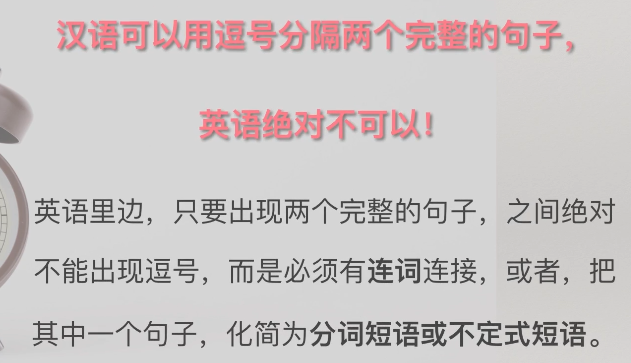 汉语可以用逗号分隔两个完整的句子，
英语绝对不可以！
英语里边，只要出现两个完整的句子，之间绝对
不能出现逗号，而是必须有连词连接，或者，把
其中一个句子，化简为分词短语或不定式短语。